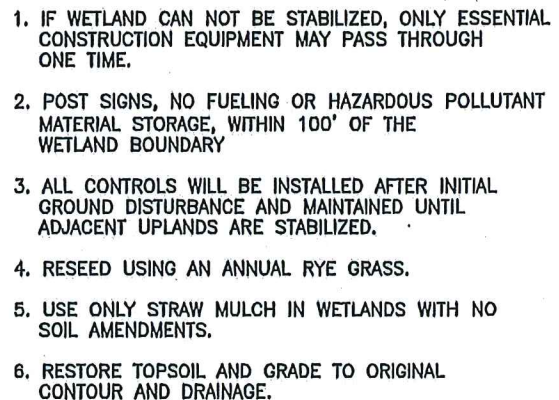 1. IF WETLAND CAN NOT BE STABILIZED, ONLY ESSENTIAL
CONSTRUCTION EQUIPMENT MAY PASS THROUGH
ONE TIME.
2. POST SIGNS, NO FUELING OR HAZARDOUS POLLUTANT
MATERIAL STORAGE, WITHIN 100' OF THE
WETLAND BOUNDARY
3. ALL CONTROLS WILL BE INSTALLED AFTER INITIAL
GROUND DISTURBANCE AND MAINTAINED UNTIL
ADJACENT UPLANDS ARE STABILIZED.
4. RESEED USING AN ANNUAL RYE GRASS.
5. USE ONLY STRAW MULCH IN WETLANDS WITH NO
SOIL AMENDMENTS.
6. RESTORE TOPSOIL AND GRADE TO ORIGINAL
CONTOUR AND DRAINAGE.